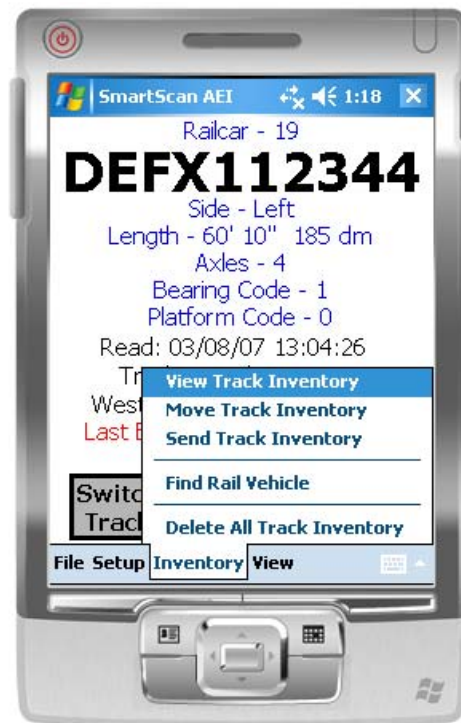 SmartScan AEI 1:18
Railcar - 19
DEFX112344
Side - Left
Length - 60' 10" 185 dm
Axles - 4
Bearing Code - 1
Platform Code - 0
Read: 03/08/07 13:04:26
West
Last
View Track Inventory
Move Track Inventory
Send Track Inventory
Find Rail Vehicle
Delete All Track Inventory
File Setup Inventory View